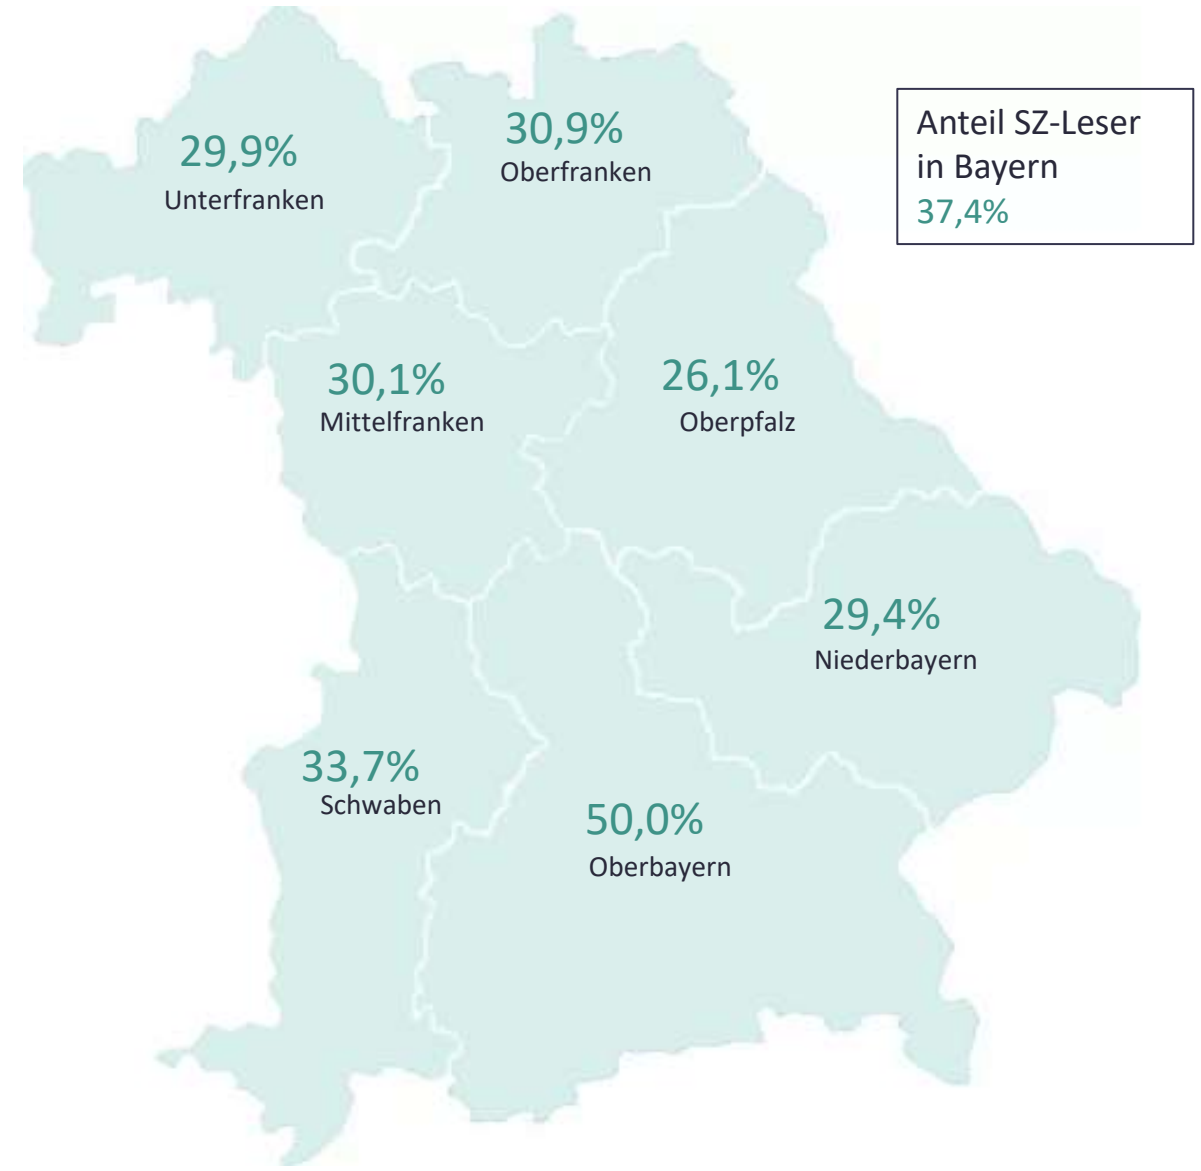 29,9%
Unterfranken
30,9%
Oberfranken
Anteil SZ-Leser
in Bayern
37,4%
30,1%
Mittelfranken
26,1%
Oberpfalz
29,4%
Niederbayern
33,7%
Schwaben
50,0%
Oberbayern